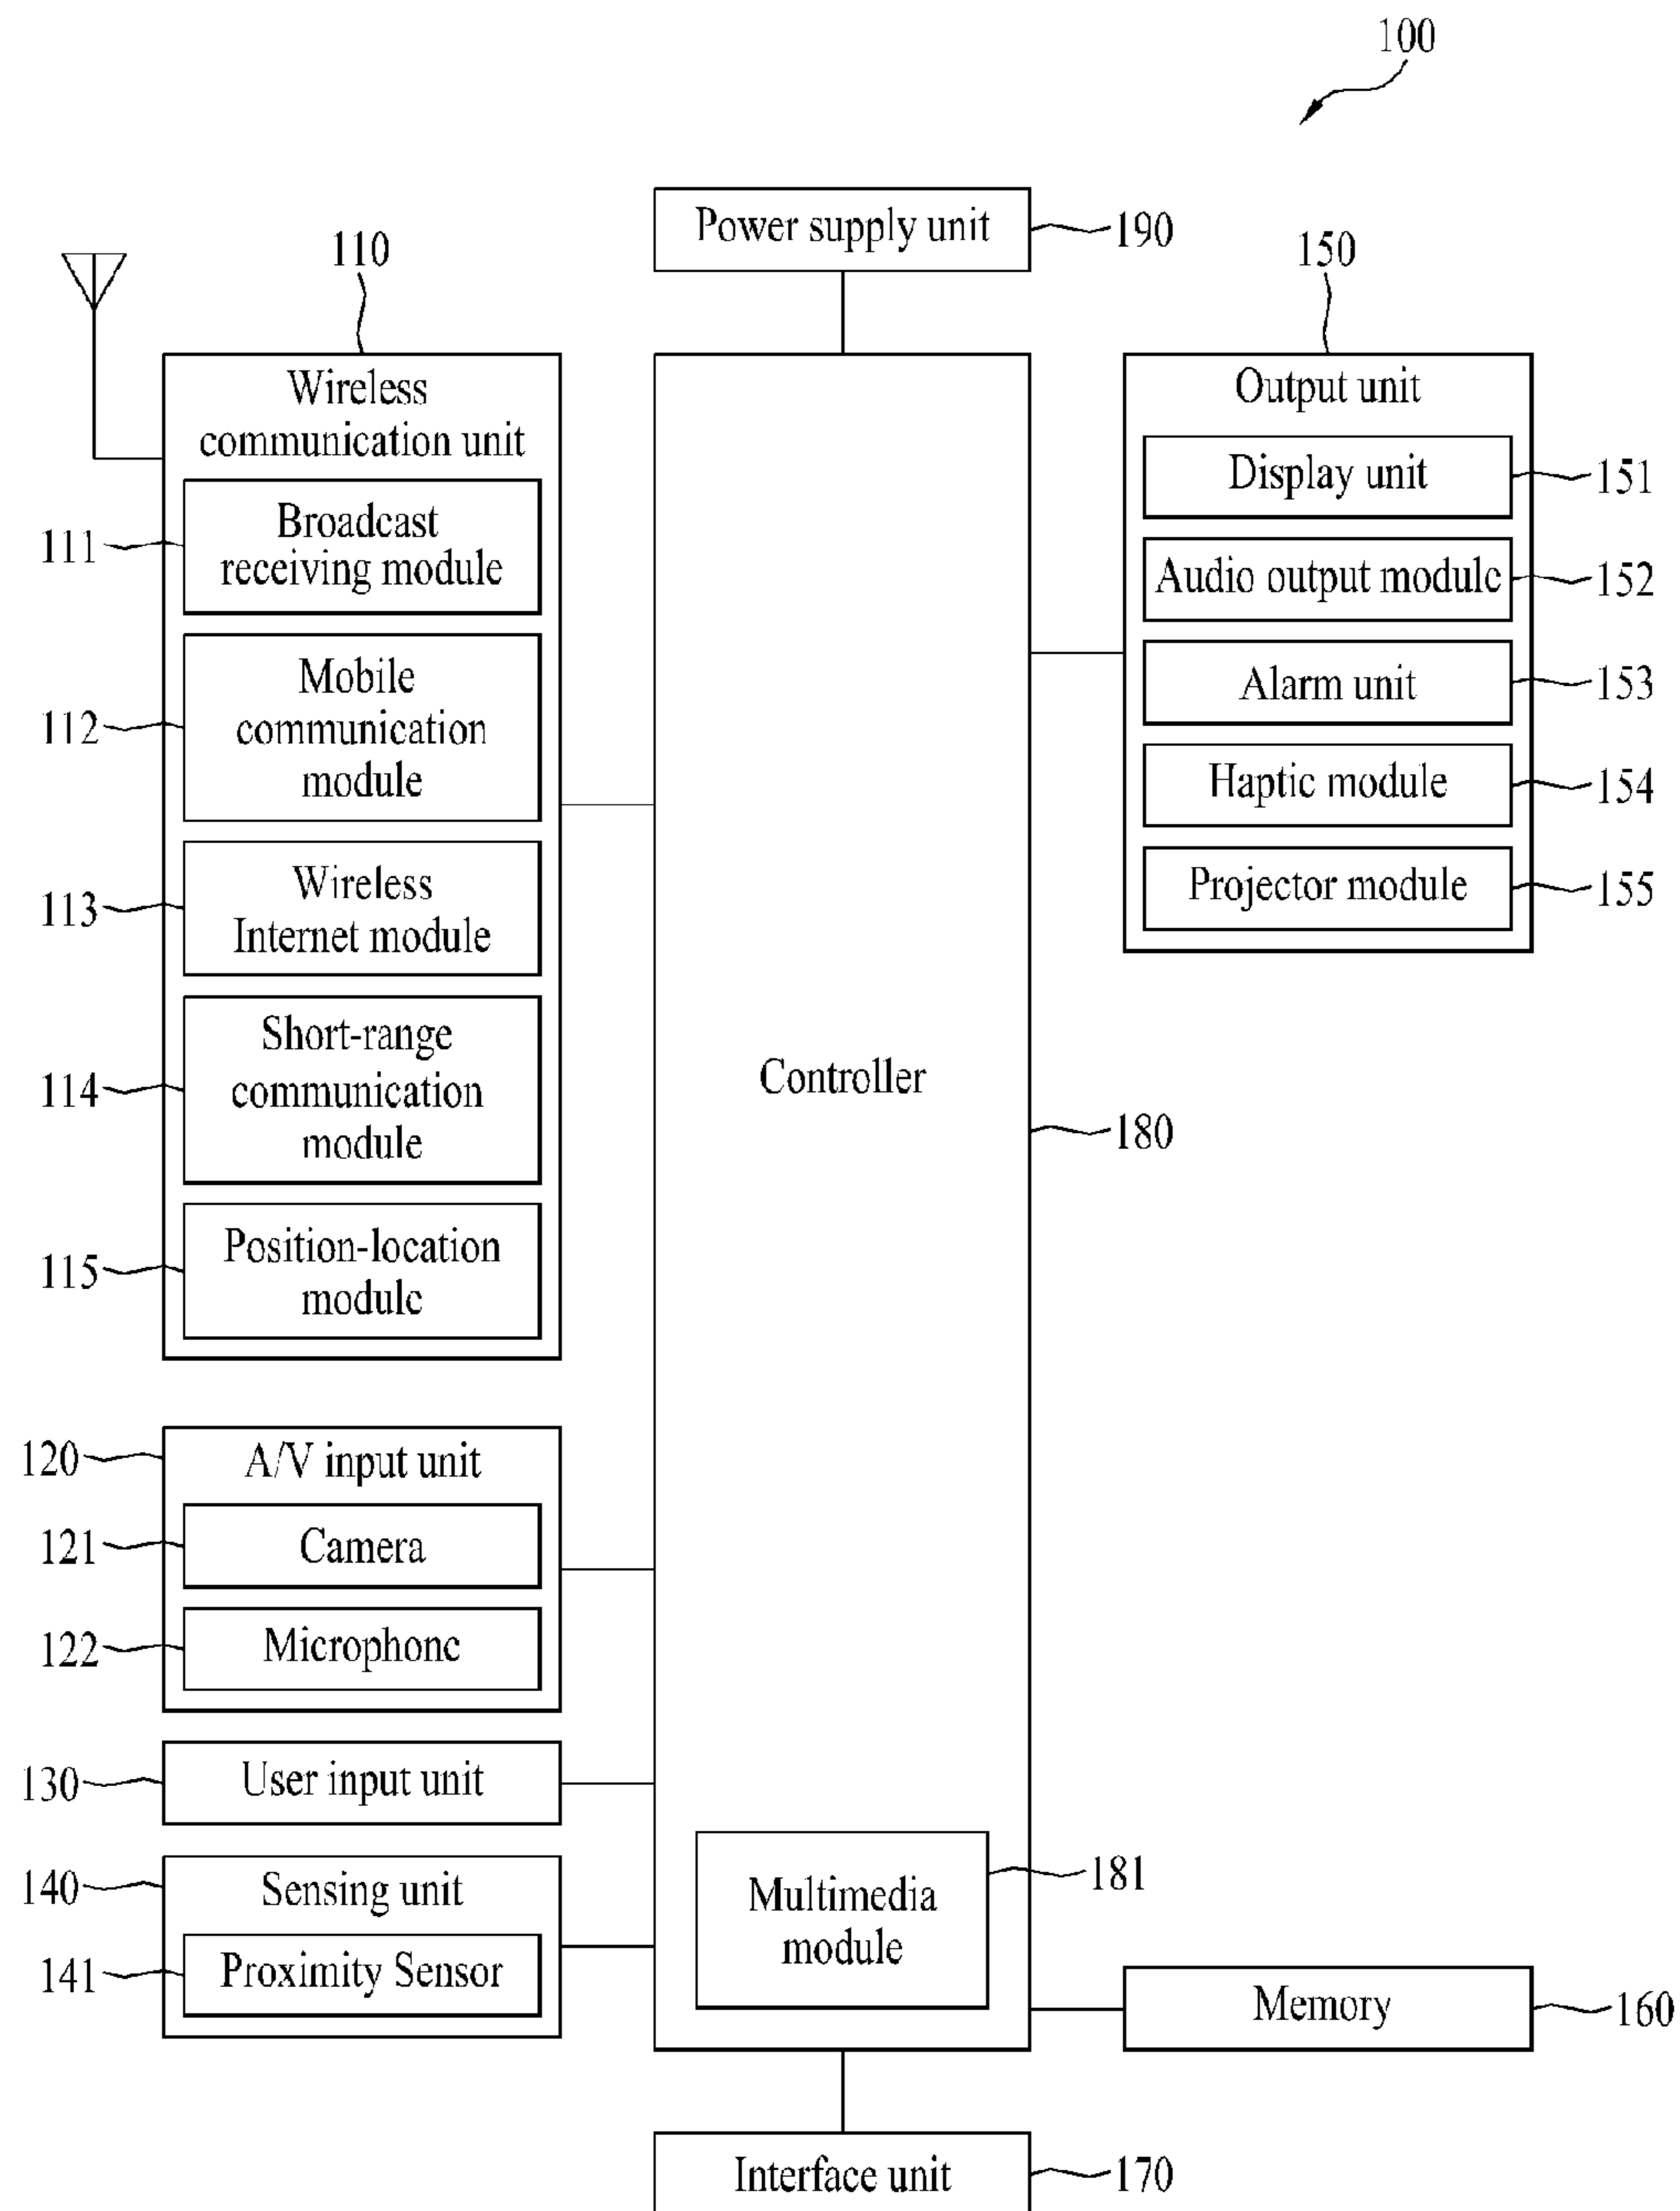 100
Power supply unit
190
110
150
Wireless
communication unit
Output unit
Display unit
151
Broadcast
receiving module
111
Audio output module
152
Mobile
communication
module
112
Alarm unit
153
Haptic module
154
Wireless
Internet module
113
Projector module
155
Short-range
communication
module
114
Controller
180
Position-location
module
115
120
A/V input unit
121
Camera
122
Microphone
130
User input unit
140
Sensing unit
141
Proximity Sensor
Multimedia
module
181
Memory
160
Interface unit
170